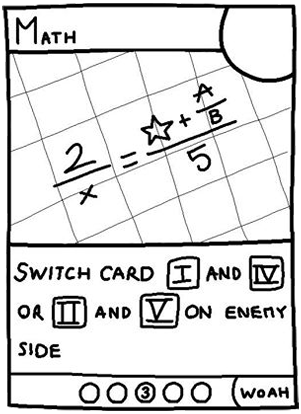 MATH
2/x = (☆ + A/B)/5
SWITCH CARD I AND IV
OR II AND V ON ENEMY
SIDE
3
WOAH